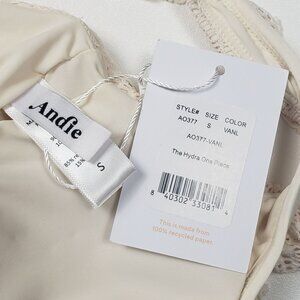 Andie
S
STYLE# SIZE COLOR
AO377 S VANL
AO377-VANL
The Hydra One Piece
8 40302 33081 4
This is made from
100% recycled paper.